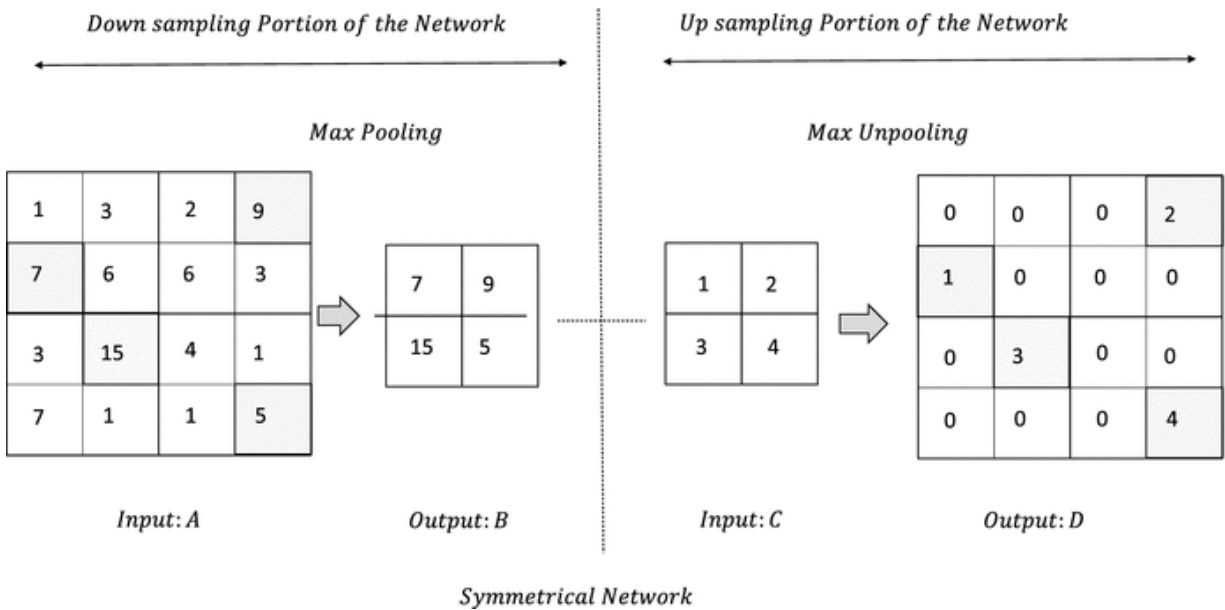 Down sampling Portion of the Network
Up sampling Portion of the Network
Max Pooling
Max Unpooling
1 3 2 9
7 6 6 3
3 15 4 1
7 1 1 5
7 9
15 5
1 2
3 4
0 0 0 2
1 0 0 0
0 3 0 0
0 0 0 4
Input: A
Output: B
Input: C
Output: D
Symmetrical Network